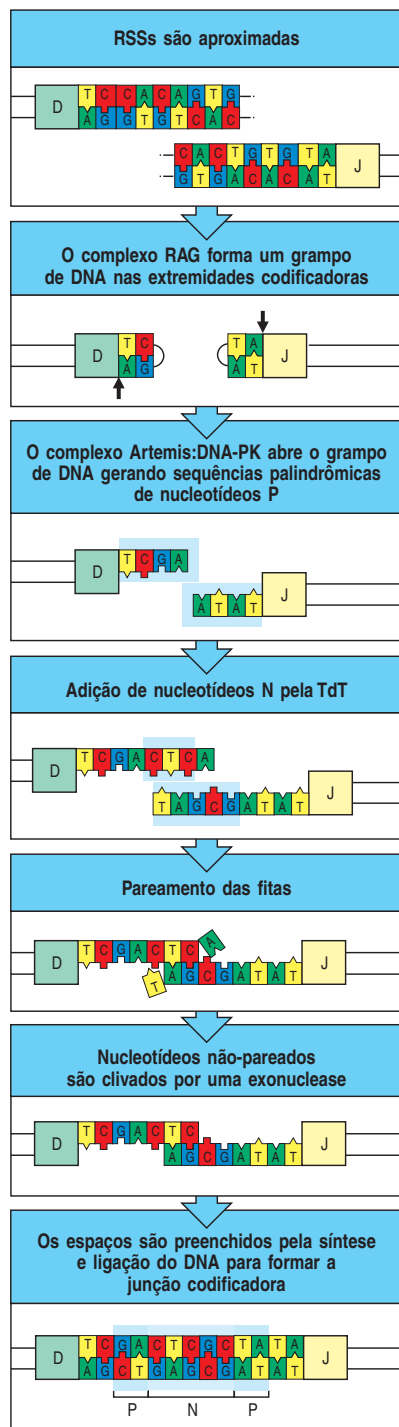 RSSs são aproximadas
D T C C A C A G T G
A G G T G T C A C
C A C T G T G T A J
G T G A C A C A T
O complexo RAG forma um grampo
de DNA nas extremidades codificadoras
D T C T A J
A G A T
O complexo Artemis:DNA-PK abre o grampo
de DNA gerando sequências palindrômicas
de nucleotídeos P
D T C G A
A T A T J
Adição de nucleotídeos N pela TdT
D T C G A C T C A
T A G C G A T A T J
Pareamento das fitas
D T C G A C T C A
T A G C G A T A T J
Nucleotídeos não-pareados
são clivados por uma exonuclease
D T C G A C T C
A G C G A T A T J
Os espaços são preenchidos pela síntese
e ligação do DNA para formar a
junção codificadora
D T C G A C T C G C T A T A J
A G C T G A G C G A T A T
P N P